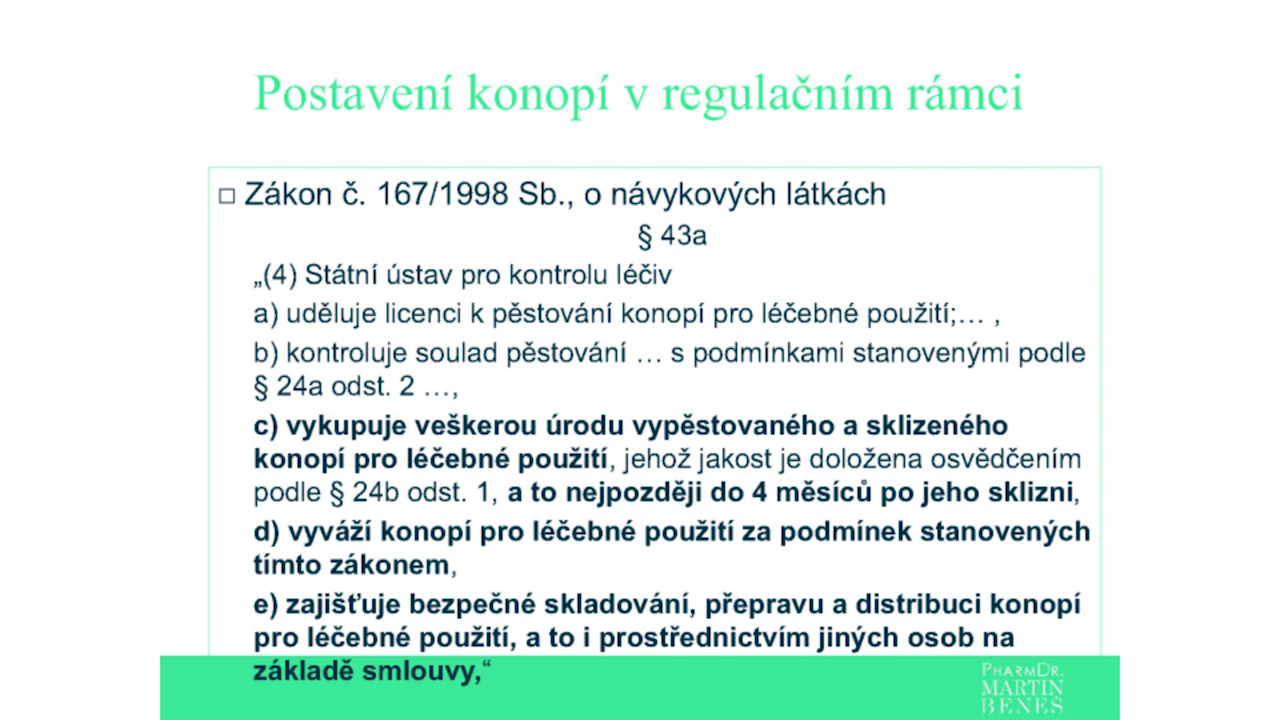 Postavení konopí v regulačním rámci
□ Zákon č. 167/1998 Sb., o návykových látkách
§ 43a
„(4) Státní ústav pro kontrolu léčiv
a) uděluje licenci k pěstování konopí pro léčebné použití;… ,
b) kontroluje soulad pěstování … s podmínkami stanovenými podle
§ 24a odst. 2 …,
c) vykupuje veškerou úrodu vypěstovaného a sklizeného
konopí pro léčebné použití, jehož jakost je doložena osvědčením
podle § 24b odst. 1, a to nejpozději do 4 měsíců po jeho sklizni,
d) vyváží konopí pro léčebné použití za podmínek stanovených
tímto zákonem,
e) zajišťuje bezpečné skladování, přepravu a distribuci konopí
pro léčebné použití, a to i prostřednictvím jiných osob na
základě smlouvy,“
PHARMDR.
MARTIN
BENEŠ